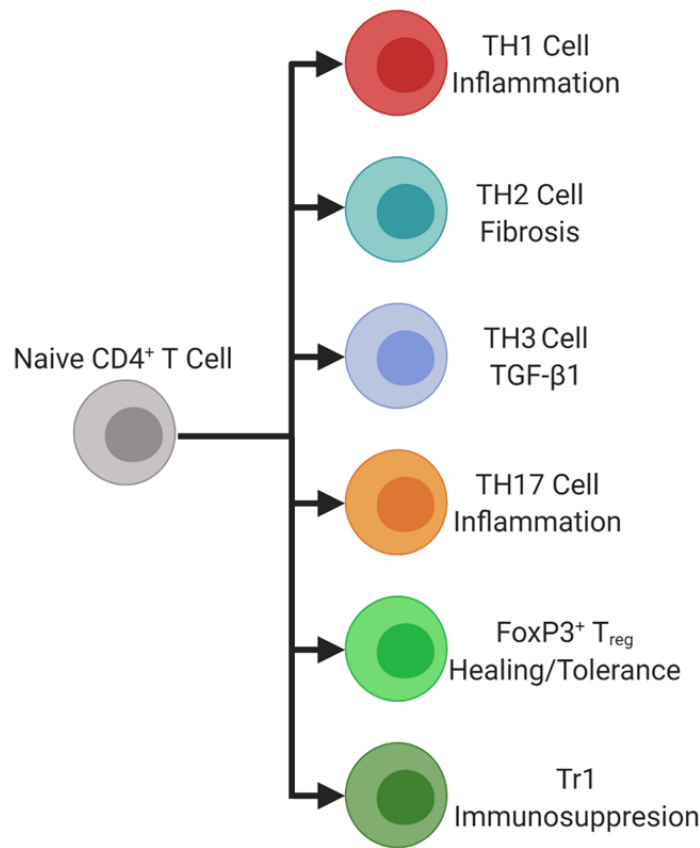 TH1 Cell
Inflammation
TH2 Cell
Fibrosis
TH3 Cell
TGF-β1
Naive CD4⁺ T Cell
TH17 Cell
Inflammation
FoxP3⁺ Treg
Healing/Tolerance
Tr1
Immunosuppresion